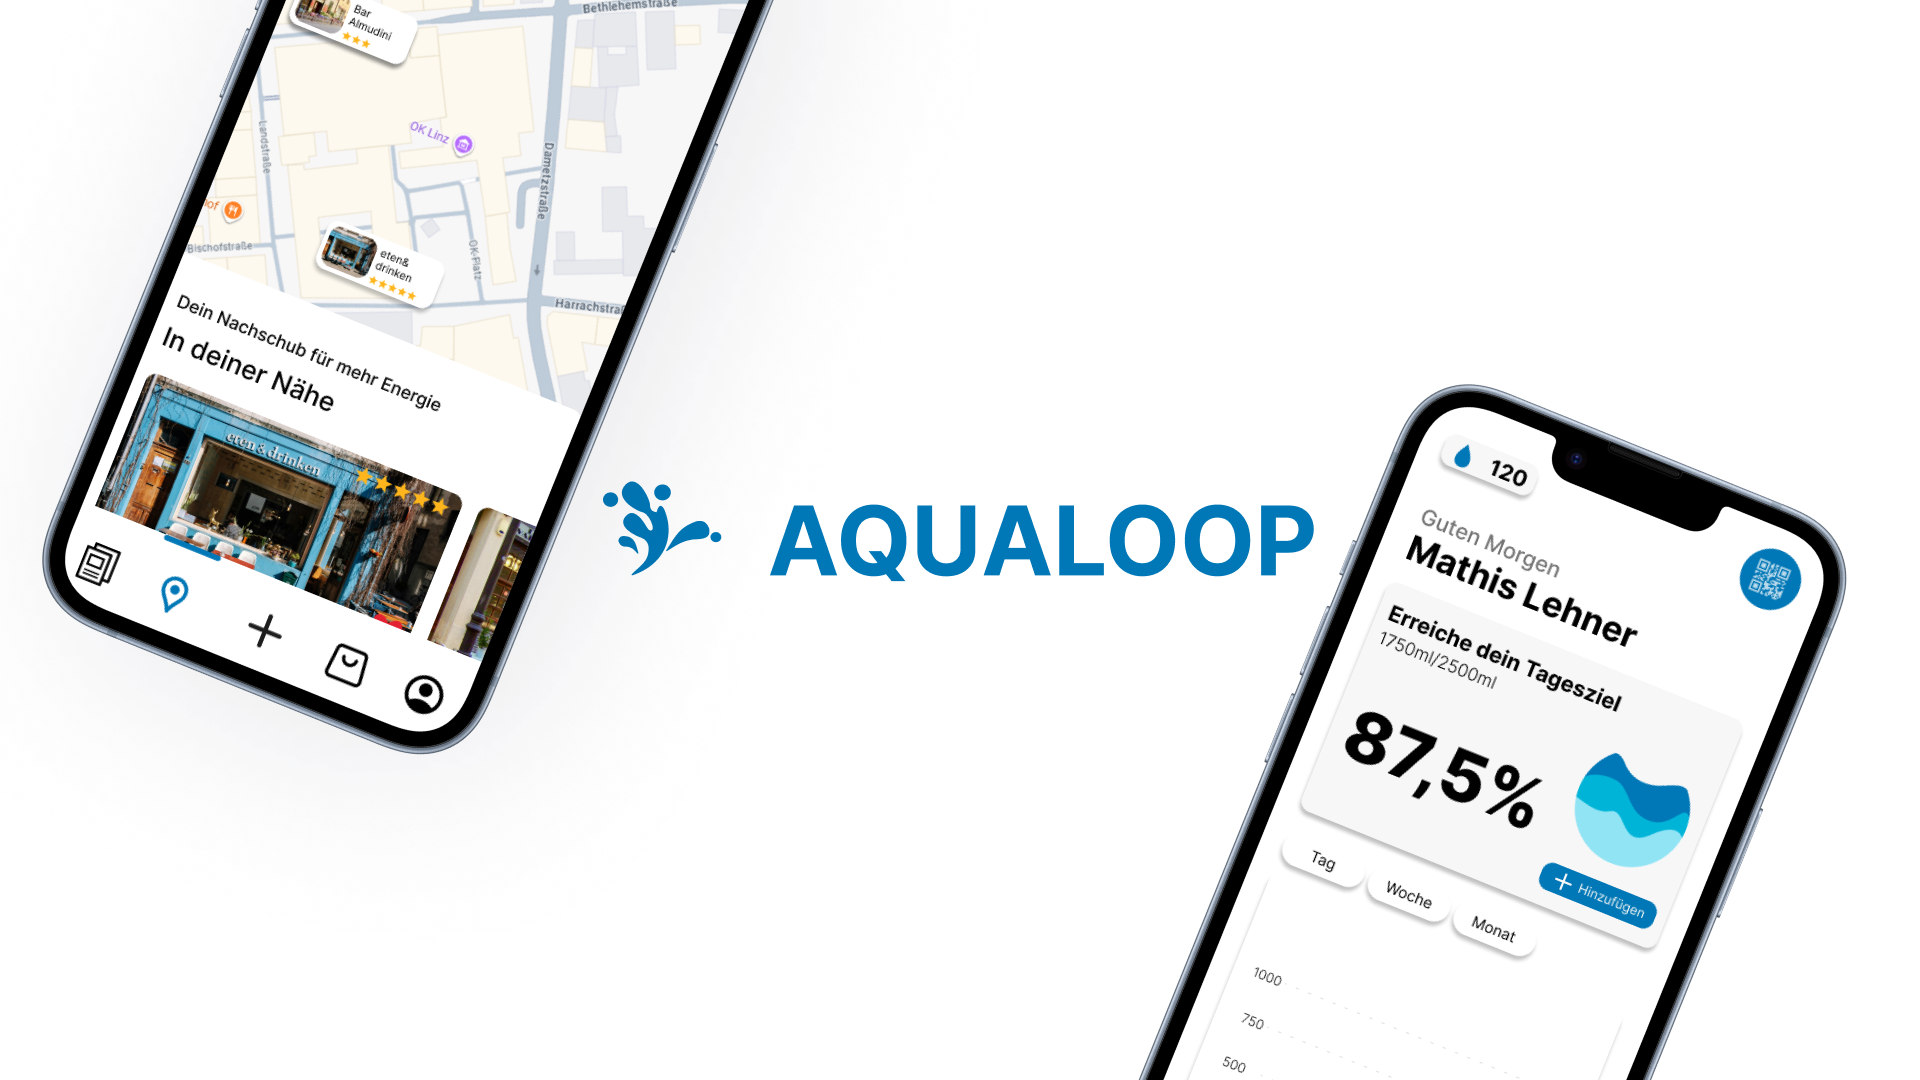 Bar
Almudini
Bethlehemstraße
OK Linz
Landstraße
Dametzstraße
of
Bischofstraße
eten&
drinken
OK-Platz
Harrachstra
Dein Nachschub für mehr Energie
In deiner Nähe
eten & drinken
AQUALOOP
120
Guten Morgen
Mathis Lehner
Erreiche dein Tagesziel
1750ml/2500ml
87,5%
Hinzufügen
Tag
Woche
Monat
1000
750
500